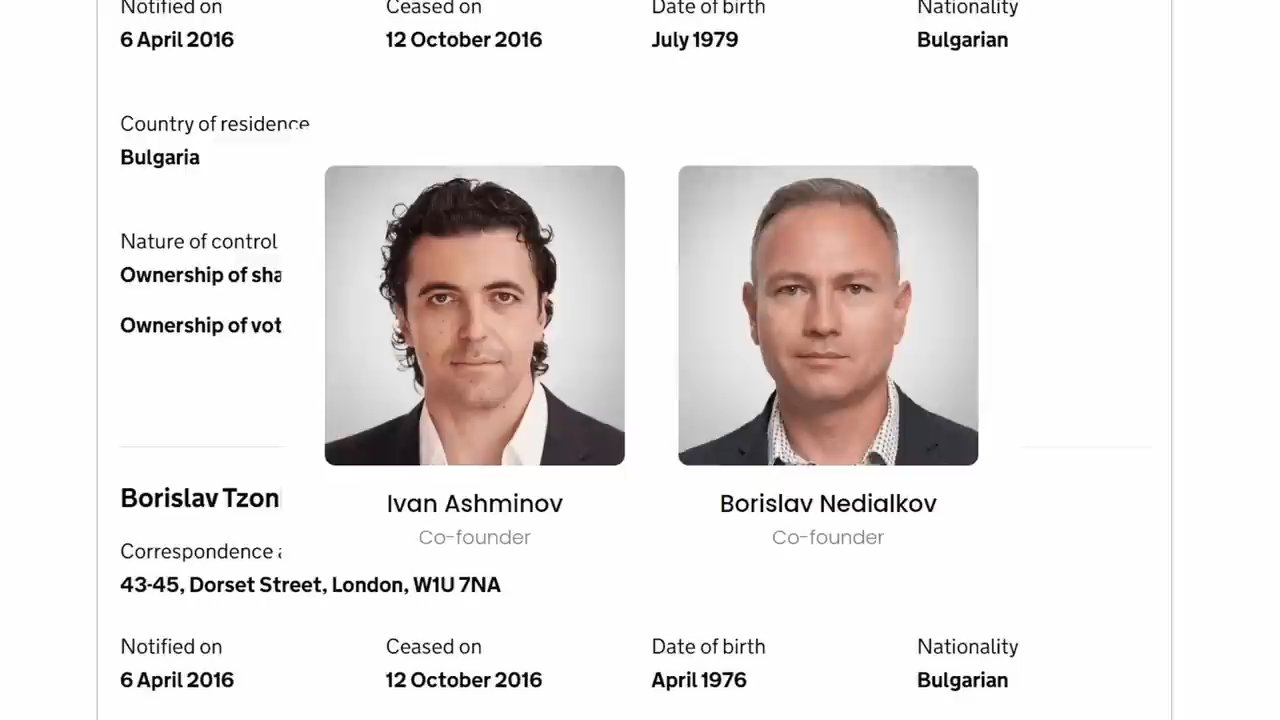 Notified on Ceased on Date of birth Nationality
6 April 2016 12 October 2016 July 1979 Bulgarian
Country of residence
Bulgaria
Nature of control
Ownership of
Ownership of
Borislav
Ivan Ashminov Borislav Nedialkov
Co-founder Co-founder
Correspondence
43-45, Dorset Street, London, W1U 7NA
Notified on Ceased on Date of birth Nationality
6 April 2016 12 October 2016 April 1976 Bulgarian